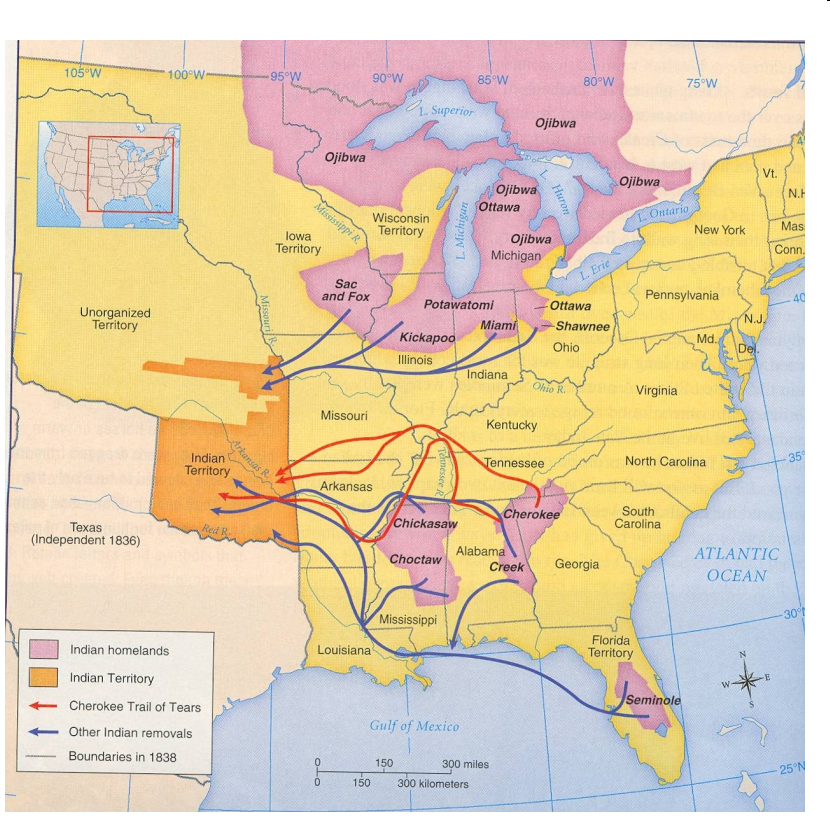 105°W
100°W
95°W
90°W
85°W
80°W
75°W
L. Superior
Ojibwa
Ojibwa
Ojibwa
Ojibwa
Ottawa
L. Huron
Ojibwa
Michigan
L. Michigan
L. Ontario
L. Erie
Vt.
N.H
Mas
Conn.
New York
Mississippi R.
Wisconsin
Territory
Iowa
Territory
Sac
and Fox
Potawatomi
Kickapoo
Miami
Ottawa
Shawnee
Pennsylvania
N.J.
Md.
De.
40
Unorganized
Territory
Missouri R.
Illinois
Indiana
Ohio
Ohio R.
Virginia
Missouri
Kentucky
35°
Indian
Territory
Arkansas R.
Tennessee R.
Tennessee
North Carolina
Arkansas
Cherokee
South
Carolina
Texas
(Independent 1836)
Red R.
Chickasaw
Choctaw
Alabama
Creek
Georgia
ATLANTIC
OCEAN
Mississippi
Louisiana
Florida
Territory
Seminole
30°
N
W
E
S
Gulf of Mexico
25°N
Indian homelands
Indian Territory
Cherokee Trail of Tears
Other Indian removals
Boundaries in 1838
0 150 300 miles
0 150 300 kilometers